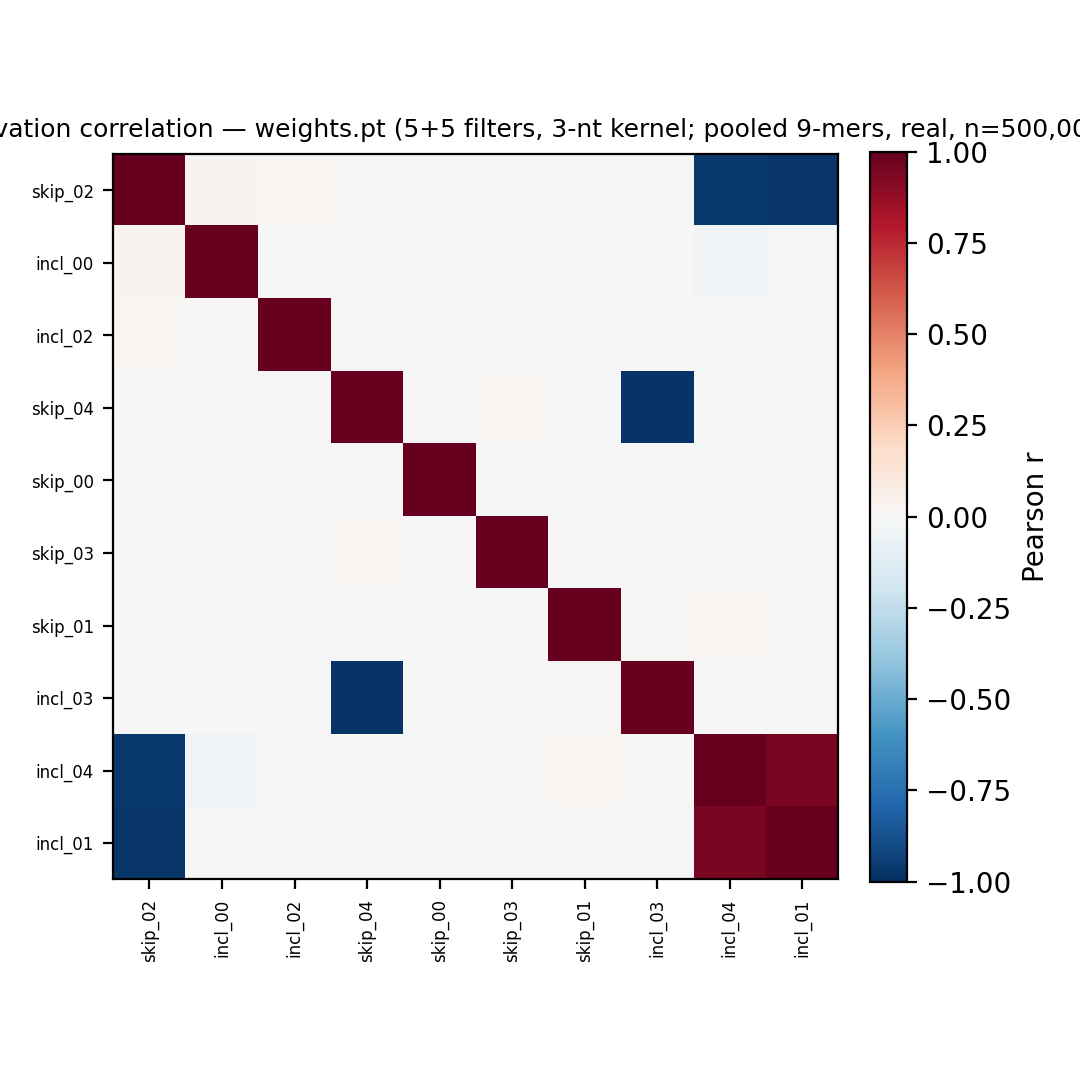 vation correlation — weights.pt (5+5 filters, 3-nt kernel; pooled 9-mers, real, n=500,00
skip_02
incl_00
incl_02
skip_04
skip_00
skip_03
skip_01
incl_03
incl_04
incl_01
skip_02
incl_00
incl_02
skip_04
skip_00
skip_03
skip_01
incl_03
incl_04
incl_01
1.00
0.75
0.50
0.25
0.00
−0.25
−0.50
−0.75
−1.00
Pearson r